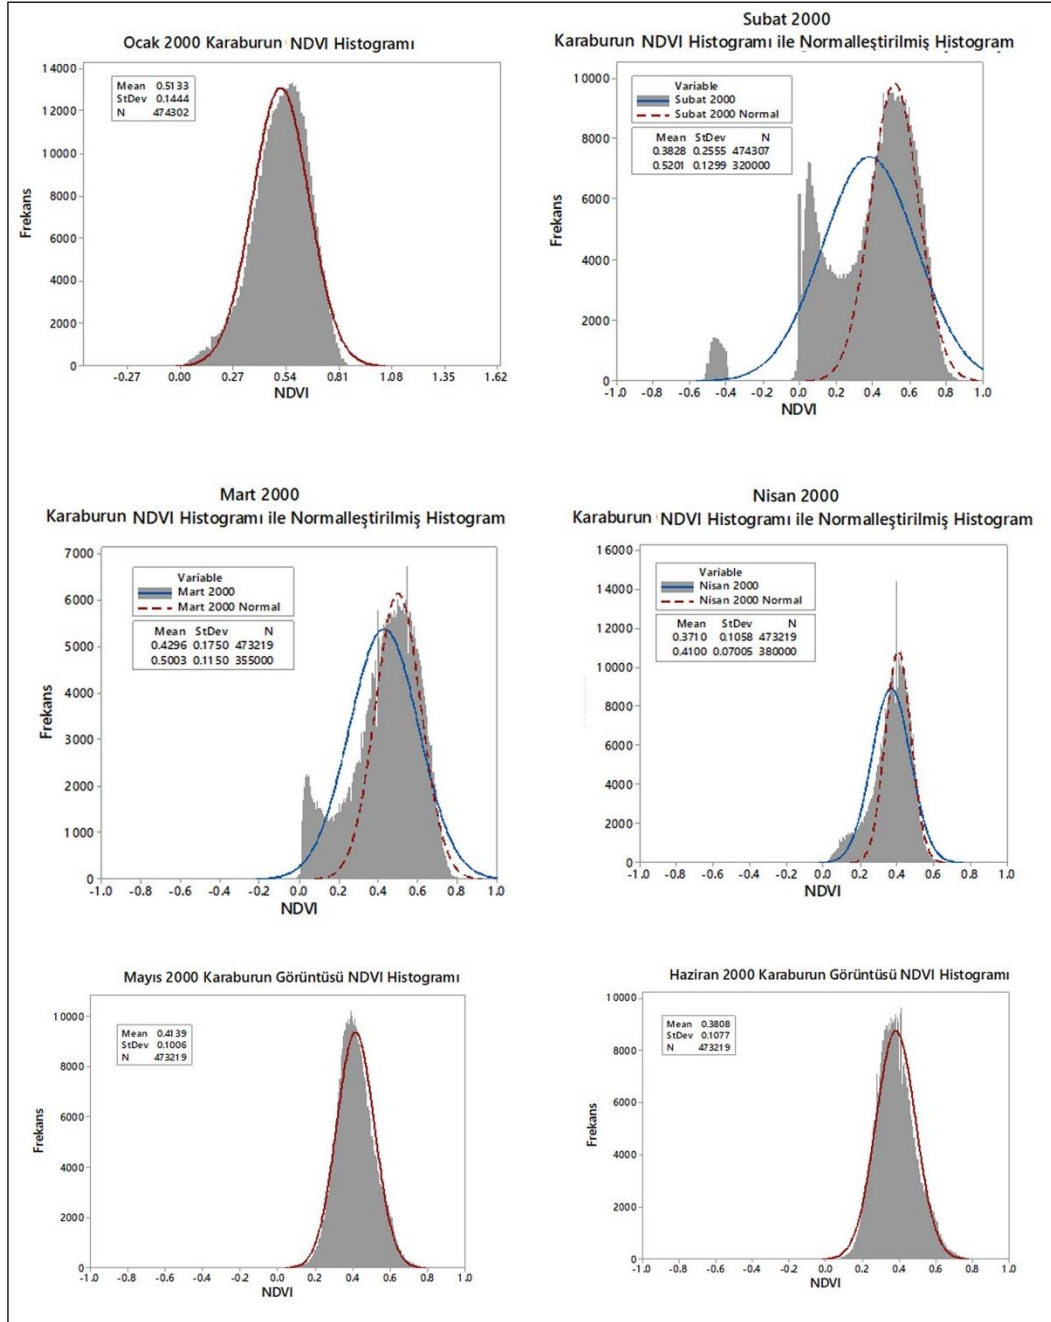 Ocak 2000 Karaburun NDVI Histogramı
Mean 0.5133
StDev 0.1444
N 474302
Frekans
14000
12000
10000
8000
6000
4000
2000
0
-0.27 0.00 0.27 0.54 0.81 1.08 1.35 1.62
NDVI
Subat 2000
Karaburun NDVI Histogramı ile Normalleştirilmiş Histogram
Variable
Subat 2000
Subat 2000 Normal
Mean StDev N
0.3828 0.2555 474307
0.5201 0.1299 320000
Frekans
10000
8000
6000
4000
2000
0
-1.0 -0.8 -0.6 -0.4 -0.2 0.0 0.2 0.4 0.6 0.8 1.0
NDVI
Mart 2000
Karaburun NDVI Histogramı ile Normalleştirilmiş Histogram
Variable
Mart 2000
Mart 2000 Normal
Mean StDev N
0.4296 0.1750 473219
0.5003 0.1150 355000
Frekans
7000
6000
5000
4000
3000
2000
1000
0
-1.0 -0.8 -0.6 -0.4 -0.2 0.0 0.2 0.4 0.6 0.8 1.0
NDVI
Nisan 2000
Karaburun NDVI Histogramı ile Normalleştirilmiş Histogram
Variable
Nisan 2000
Nisan 2000 Normal
Mean StDev N
0.3710 0.1058 473219
0.4100 0.07005 380000
Frekans
16000
14000
12000
10000
8000
6000
4000
2000
0
-1.0 -0.8 -0.6 -0.4 -0.2 0.0 0.2 0.4 0.6 0.8 1.0
NDVI
Mayıs 2000 Karaburun Görüntüsü NDVI Histogramı
Mean 0.4139
StDev 0.1006
N 473219
Frekans
10000
8000
6000
4000
2000
0
-1.0 -0.8 -0.6 -0.4 -0.2 0.0 0.2 0.4 0.6 0.8 1.0
NDVI
Haziran 2000 Karaburun Görüntüsü NDVI Histogramı
Mean 0.3808
StDev 0.1077
N 473219
Frekans
10000
8000
6000
4000
2000
0
-1.0 -0.8 -0.6 -0.4 -0.2 0.0 0.2 0.4 0.6 0.8 1.0
NDVI